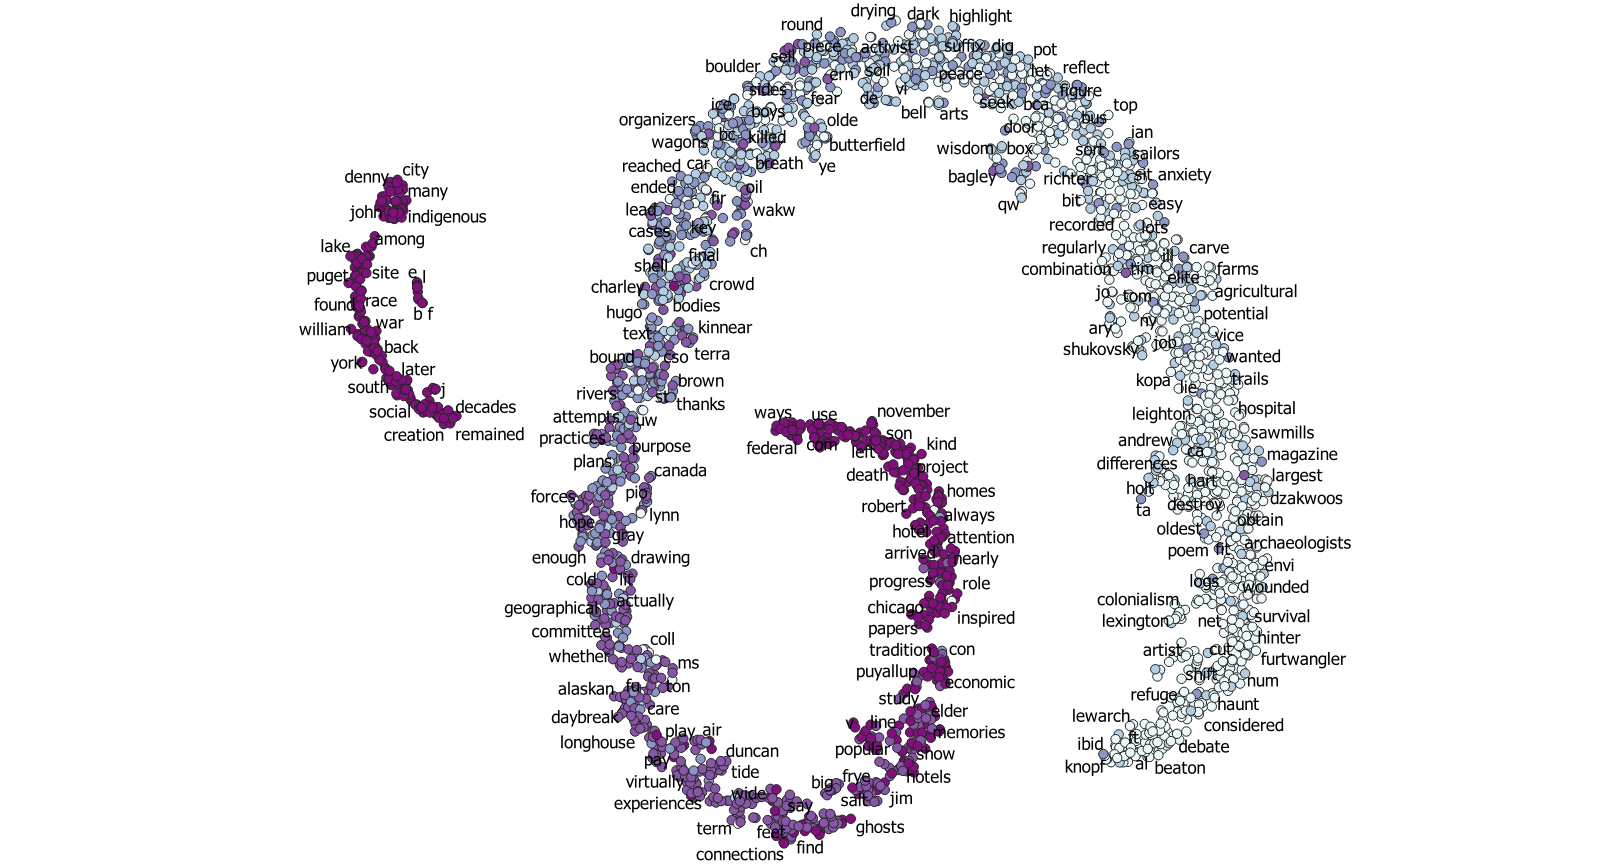 drying dark highlight
round
piece activist suffix dig pot
sell
boulder ern soil peace let reflect
sides fear de vi seek bca figure
ice boys bell arts top
organizers olde door bus
wagons bc killed butterfield wisdom box sort jan
sailors
reached car breath ye bagley richter sit anxiety
denny city
many ended fir oil qw bit easy
john indigenous lead wakw recorded lots
among cases key ch regularly ill carve
lake final combination tim elite farms
puget site e l shell crowd jo tom agricultural
found race b f charley bodies ny potential
william war hugo kinnear ary job vice
back text terra shukovsky wanted
york later bound cso kopa lie trails
south j rivers brown
social decades st thanks leighton hospital
creation remained attempts uw ways use november andrew sawmills
practices purpose federal com left son kind ca magazine
plans canada death project differences hart largest
forces pio robert homes holt destroy dzakwoos
hope lynn hotel always ta obtain
gray attention oldest archaeologists
enough drawing arrived nearly poem fit envi
cold lit progress role logs wounded
geographical actually chicago inspired colonialism survival
committee papers lexington net hinter
coll tradition con artist cut furtwangler
whether ms puyallup economic shift num
alaskan fu ton study refuge haunt
daybreak care v line elder lewarch considered
longhouse play air popular memories ibid ft debate
pay duncan show knopf al beaton
virtually tide big frye hotels
experiences wide say salt jim
term feet ghosts
connections find